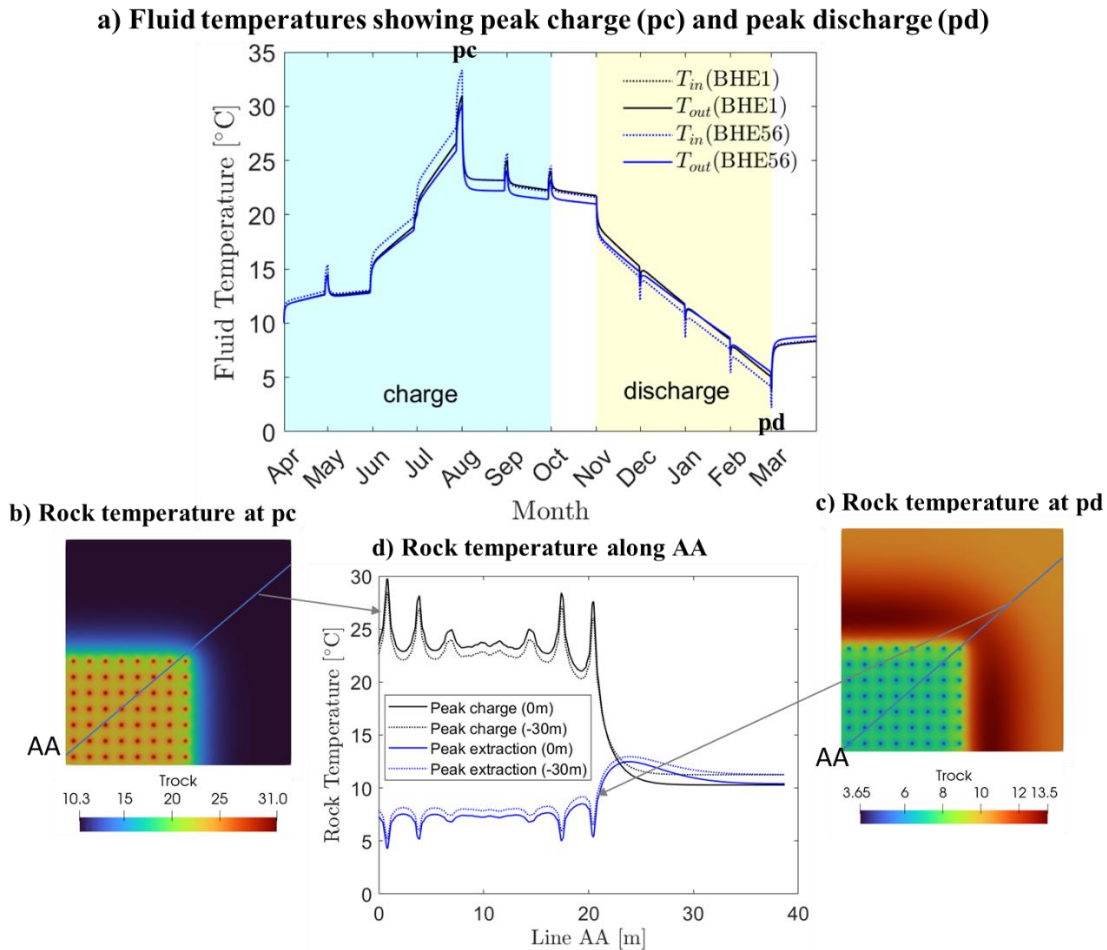 a) Fluid temperatures showing peak charge (pc) and peak discharge (pd)
pc
35
30
25
20
15
10
5
0
Fluid Temperature [°C]
T_in(BHE1)
T_out(BHE1)
T_in(BHE56)
T_out(BHE56)
charge
discharge
pd
Apr
May
Jun
Jul
Aug
Sep
Oct
Nov
Dec
Jan
Feb
Mar
Month
b) Rock temperature at pc
AA
Trock
10.3 15 20 25 31.0
d) Rock temperature along AA
30
25
20
15
10
5
0
Rock Temperature [°C]
Peak charge (0m)
Peak charge (-30m)
Peak extraction (0m)
Peak extraction (-30m)
0 10 20 30 40
Line AA [m]
c) Rock temperature at pd
AA
Trock
3.65 6 8 10 12 13.5